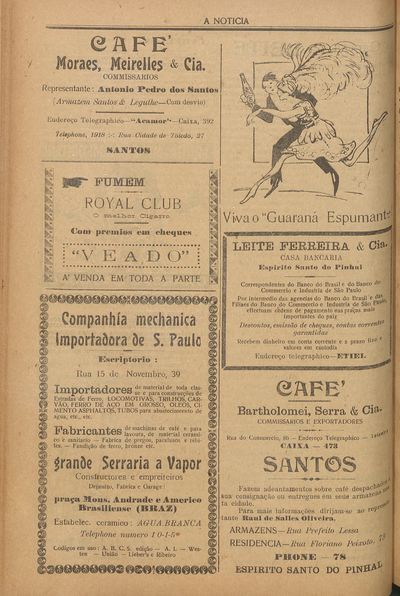 A NOTICIA
CAFE'
Moraes, Meirelles & Cia.
COMMISSARIOS
Representante: Antonio Pedro dos Santos
(Armazem Santos & Leguthe—Com desvio)
Endereço Telegraphico—"Acamor"—Caixa, 392
Telephone, 1918 :-: Rua Cidade de Toledo, 27
SANTOS
FUMEM
ROYAL CLUB
O melhor Cigarro
Com premios em cheques
"VEADO"
A' VENDA EM TODA A PARTE
Companhia mechanica
Importadora de S. Paulo
Escriptorio :
Rua 15 de Novembro, 39
Importadores de material de toda classe e para construcções de
Estradas de Ferro, LOCOMOTIVAS, TRILHOS, CARVÃO,
FERRO DE AÇO EM GROSSO, OLEOS, CIMENTO
ASPHALTOS, TUBOS para abastecimento de
agua, etc., etc.
Fabricantes de machinas de café e para
lavoura, de material ceramico
e sanitario — Fabrica de pregos, parafusos e
— Fundição de ferro, bronze etc.
grande Serraria a Vapor
Constructores e empreiteiros
Deposito, Fabrica e Garage:
praça Mons. Andrade e Americo
Brasiliense (BRAZ)
Estabelec. ceramico : AGUA BRANCA
Telephone numero 10-1-5
Codigos em uso: A. B. C. 5. edição — A. 1. — Western
— Union — Lieber's e Ribeiro
Viva o "Guaraná Espumante
LEITE FERREIRA & Cia.
CASA BANCARIA
Espirito Santo do Pinhal
Correspondentes do Banco do Brasil e do Banco do
Commercio e Industria de São Paulo
Por intermedio das agencias do Banco do Brasil e das
Filiaes do Banco do Commercio e Industria de São Paulo,
effectuam ordens de pagamento nas praças mais
importantes do paiz
Descontos, emissão de cheques, contas correntes
garantidas
Recebem dinheiro em conta corrente e a prazo fixo e
valores em custodia
Endereço telegraphico—ETIEL
CAFE'
Bartholomei, Serra & Cia.
COMMISSARIOS E EXPORTADORES
Rua do Commercio, — Endereço Telegraphico —
CAIXA — 473
SANTOS
Fazem adeantamentos sobre café despachado á
sua consignação ou entregues em seus armazens
ta cidade.
Para mais informações dirijam-so ao
tante Raul de Salles Oliveira.
ARMAZENS—Rua Prefeito Lessa
RESIDENCIA—Rua Floriano Peixoto,
PHONE — 78
ESPIRITO SANTO DO PINHAL